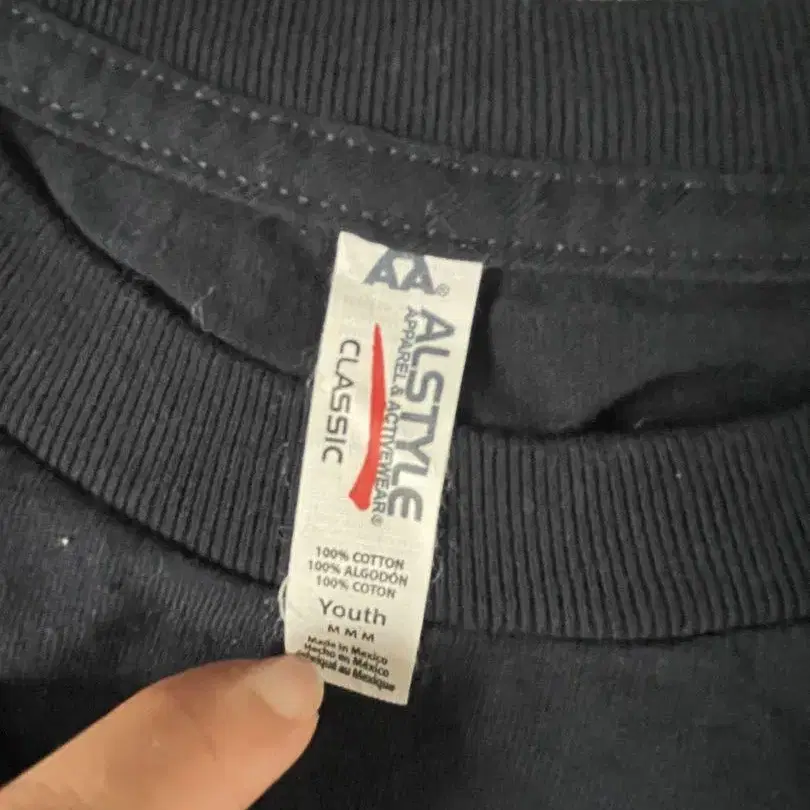 AA®
ALSTYLE
APPAREL & ACTIVEWEAR®
CLASSIC
100% COTTON
100% ALGODÓN
100% COTON
Youth
M M M
Made in Mexico
Hecho en México
au Mexique